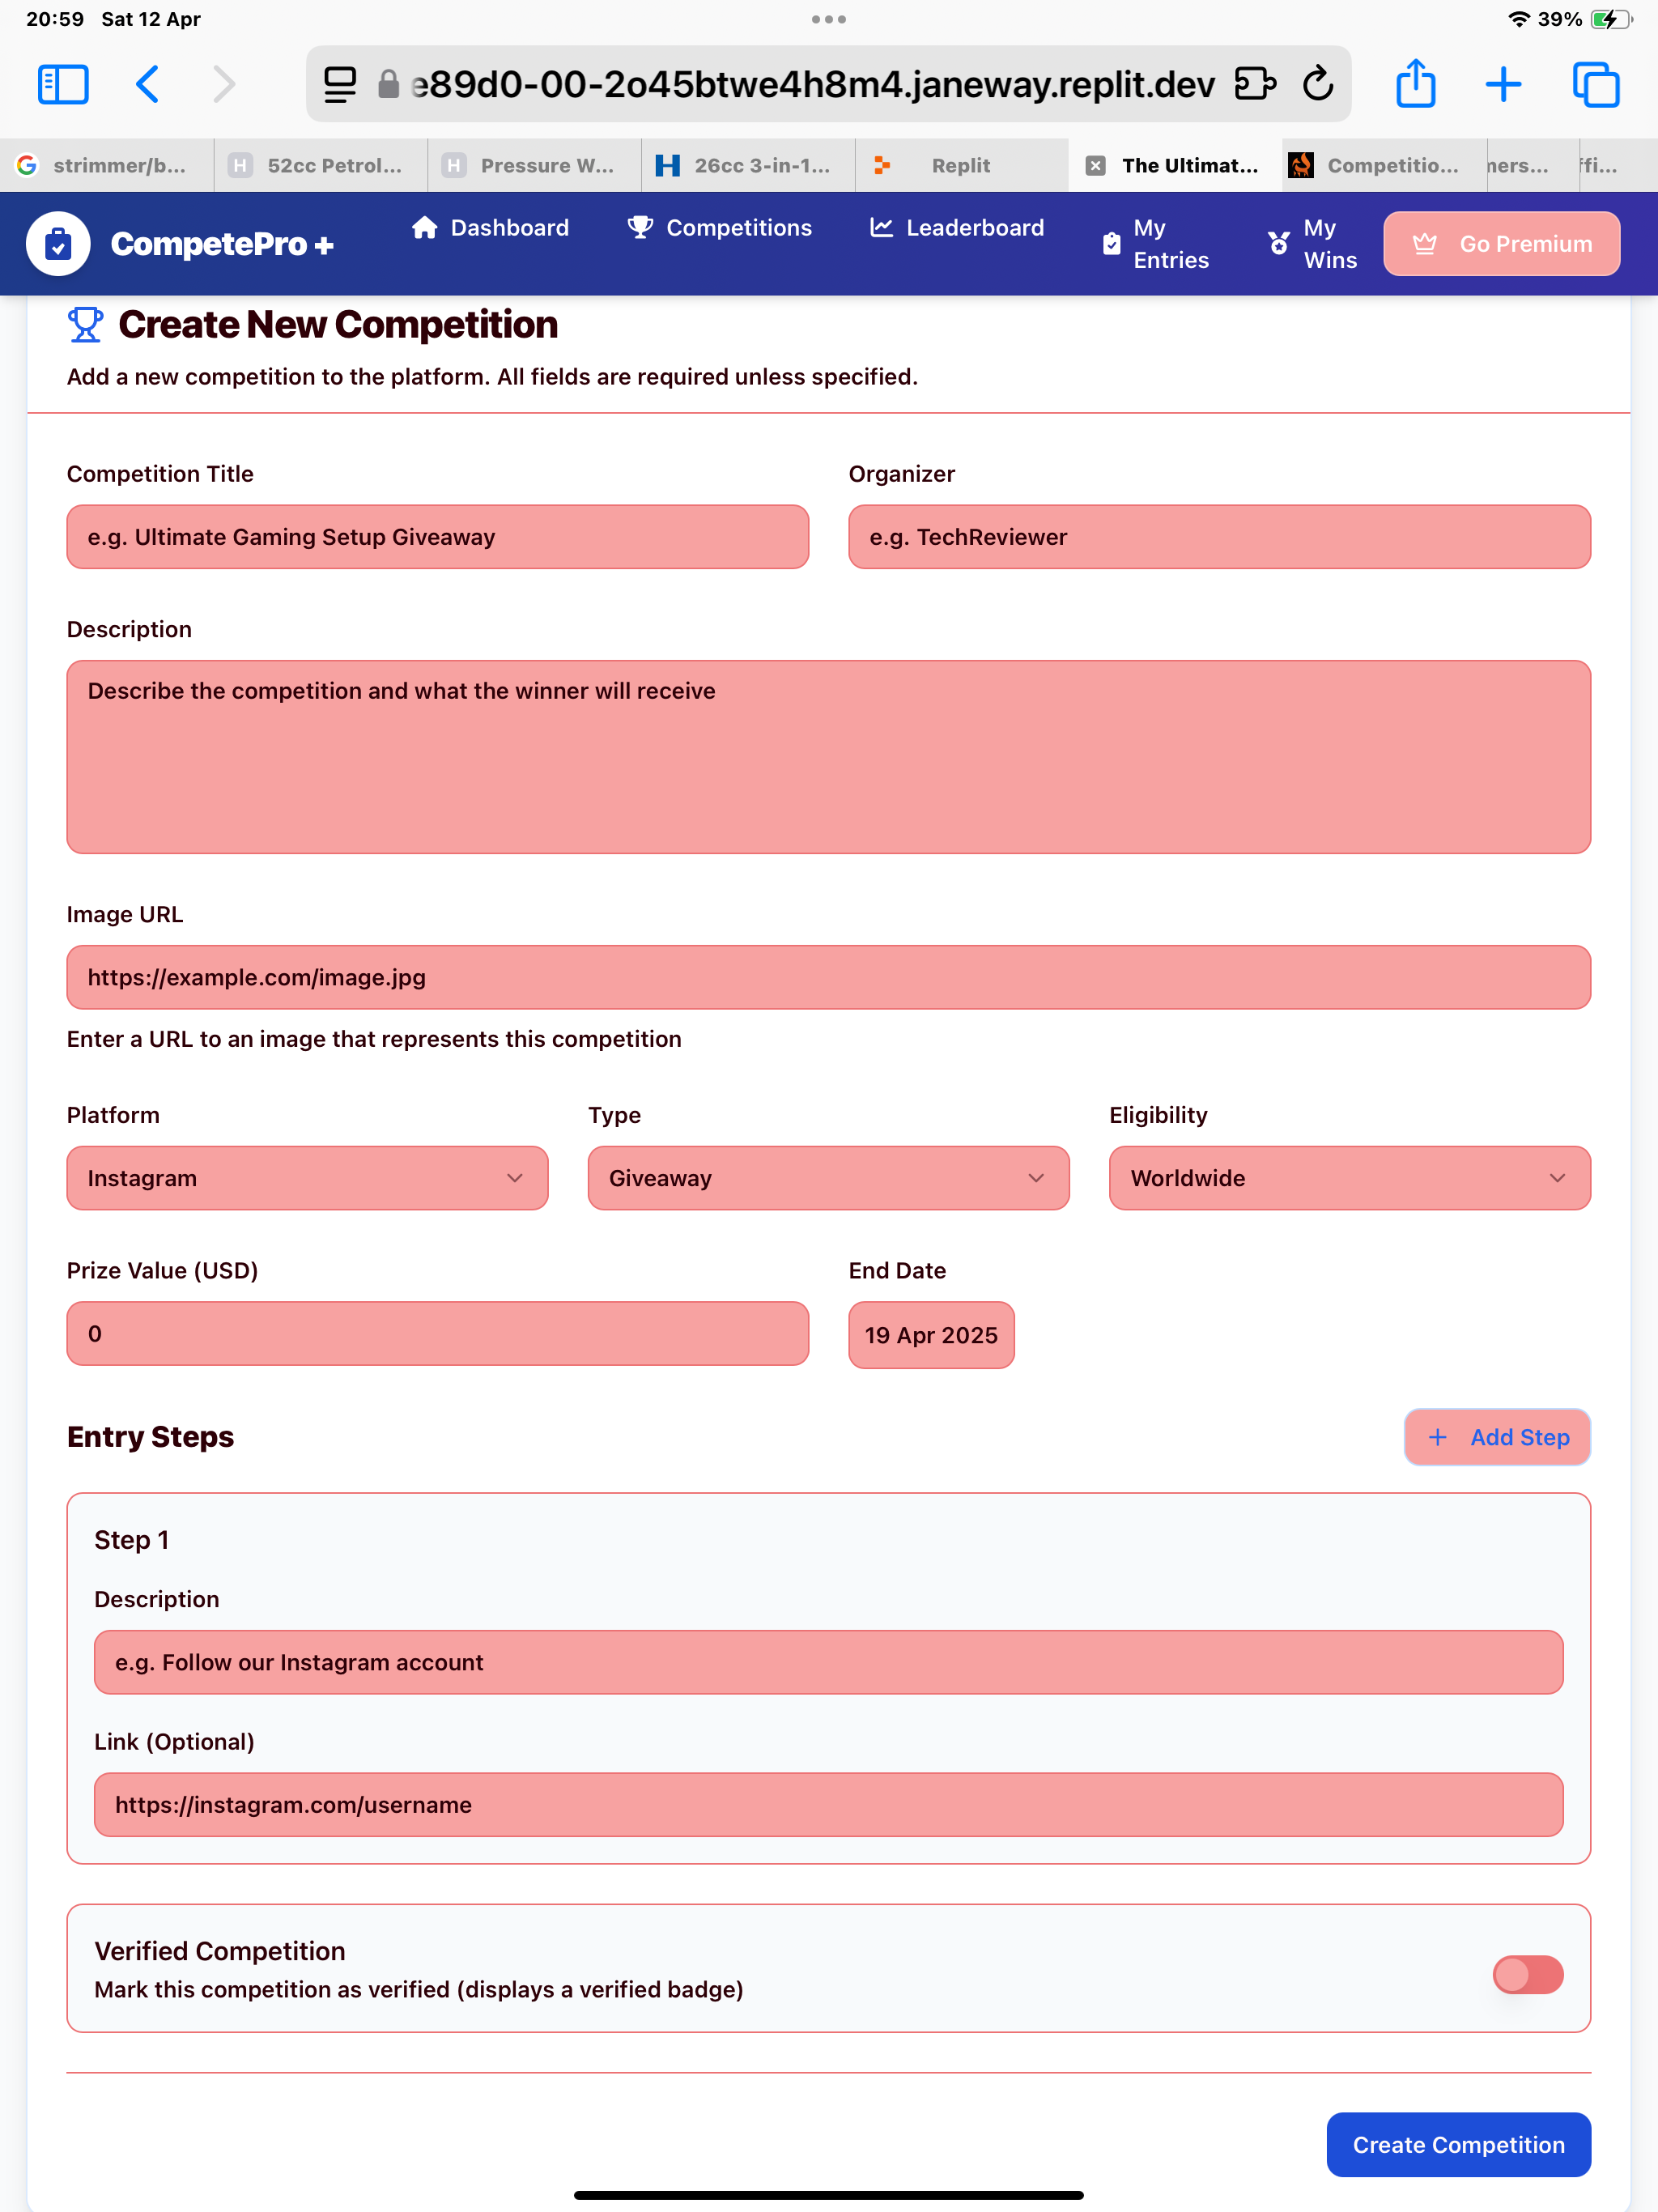 20:59 Sat 12 Apr
39%
e89d0-00-2o45btwe4h8m4.janeway.replit.dev
strimmer/b...
H 52cc Petrol...
H Pressure W...
H 26cc 3-in-1...
Replit
The Ultimat...
Competitio...
CompetePro +
Dashboard
Competitions
Leaderboard
My
Entries
My
Wins
Go Premium
Create New Competition
Add a new competition to the platform. All fields are required unless specified.
Competition Title
Organizer
e.g. Ultimate Gaming Setup Giveaway
e.g. TechReviewer
Description
Describe the competition and what the winner will receive
Image URL
https://example.com/image.jpg
Enter a URL to an image that represents this competition
Platform
Type
Eligibility
Instagram
Giveaway
Worldwide
Prize Value (USD)
End Date
0
19 Apr 2025
Entry Steps
+ Add Step
Step 1
Description
e.g. Follow our Instagram account
Link (Optional)
https://instagram.com/username
Verified Competition
Mark this competition as verified (displays a verified badge)
Create Competition